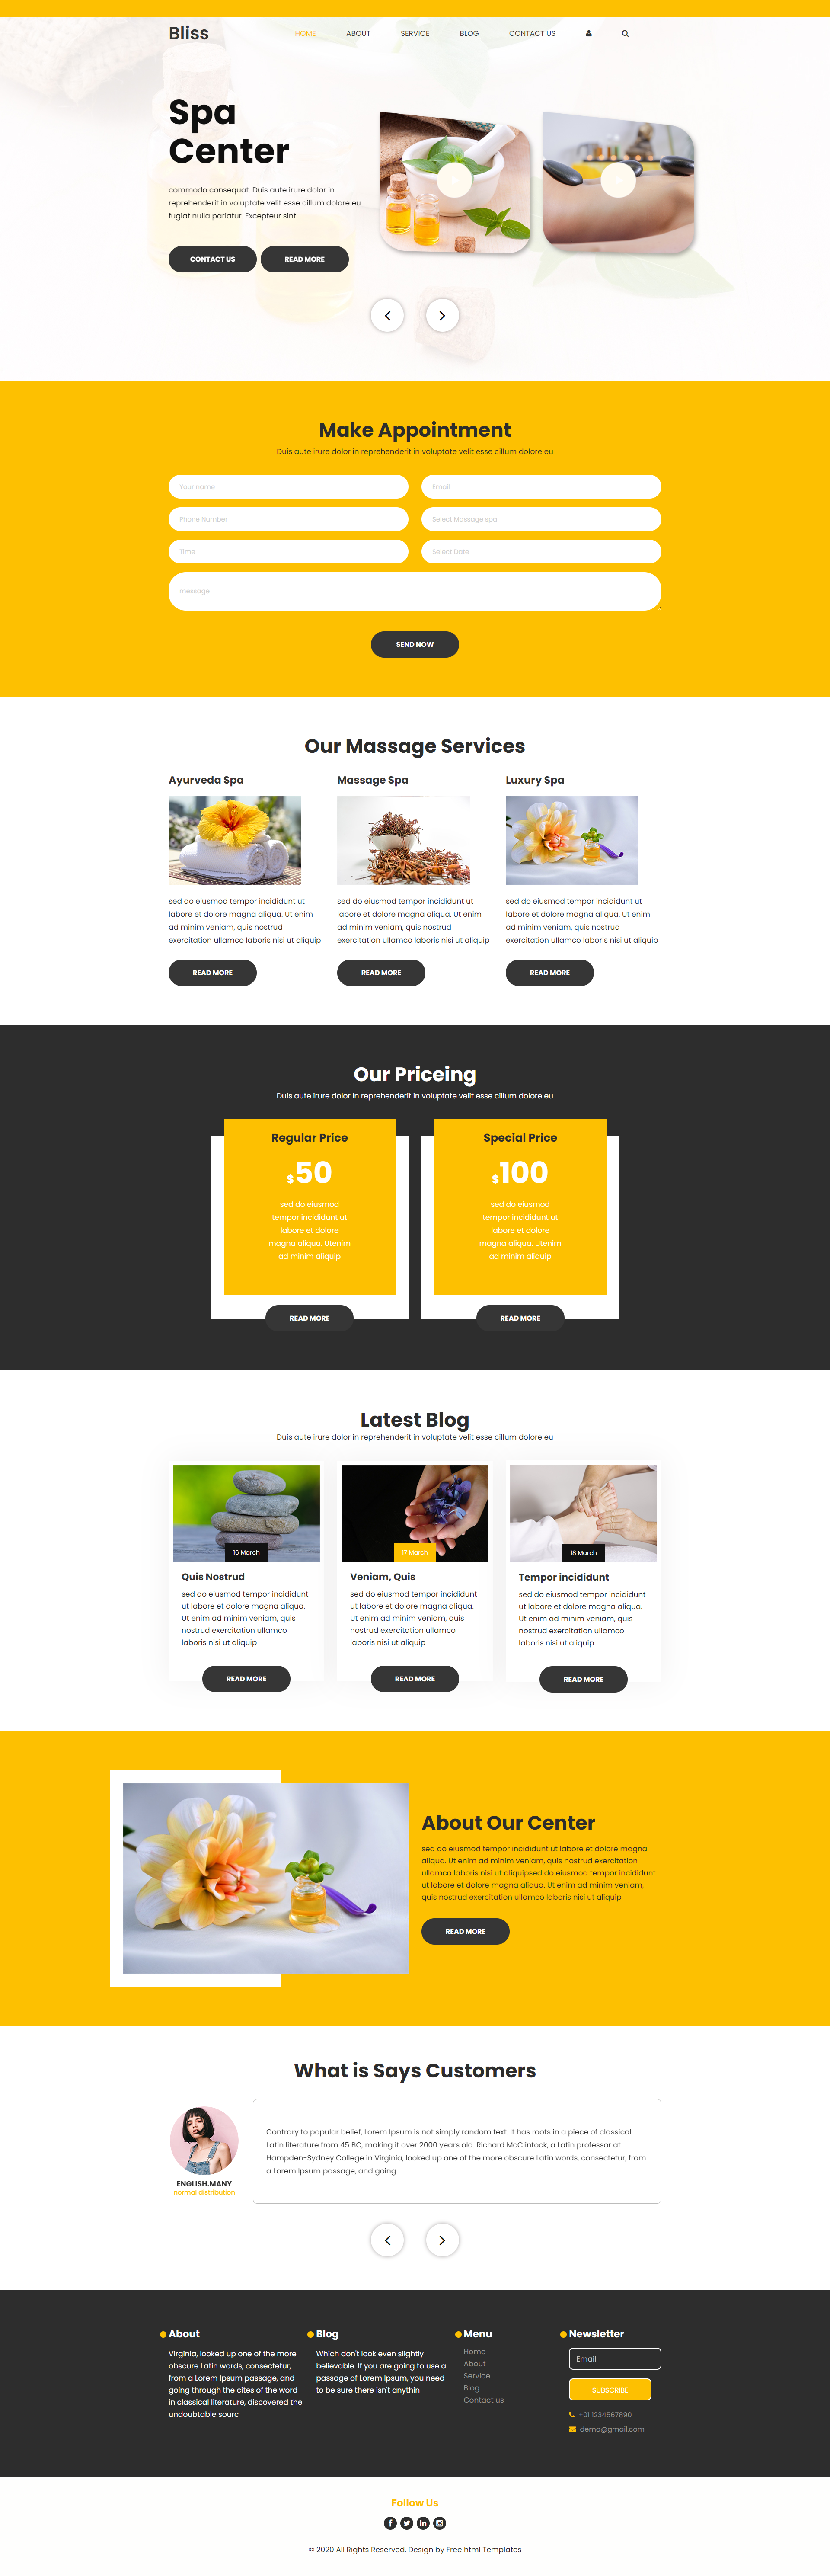 Bliss
HOME
ABOUT
SERVICE
BLOG
CONTACT US
Spa
Center
commodo consequat. Duis aute irure dolor in
reprehenderit in voluptate velit esse cillum dolore eu
fugiat nulla pariatur. Excepteur sint
CONTACT US
READ MORE
Make Appointment
Duis aute irure dolor in reprehenderit in voluptate velit esse cillum dolore eu
Your name
Email
Phone Number
Select Massage spa
Time
Select Date
message
SEND NOW
Our Massage Services
Ayurveda Spa
sed do eiusmod tempor incididunt ut
labore et dolore magna aliqua. Ut enim
ad minim veniam, quis nostrud
exercitation ullamco laboris nisi ut aliquip
READ MORE
Massage Spa
sed do eiusmod tempor incididunt ut
labore et dolore magna aliqua. Ut enim
ad minim veniam, quis nostrud
exercitation ullamco laboris nisi ut aliquip
READ MORE
Luxury Spa
sed do eiusmod tempor incididunt ut
labore et dolore magna aliqua. Ut enim
ad minim veniam, quis nostrud
exercitation ullamco laboris nisi ut aliquip
READ MORE
Our Priceing
Duis aute irure dolor in reprehenderit in voluptate velit esse cillum dolore eu
Regular Price
$50
sed do eiusmod
tempor incididunt ut
labore et dolore
magna aliqua. Utenim
ad minim aliquip
READ MORE
Special Price
$100
sed do eiusmod
tempor incididunt ut
labore et dolore
magna aliqua. Utenim
ad minim aliquip
READ MORE
Latest Blog
Duis aute irure dolor in reprehenderit in voluptate velit esse cillum dolore eu
16 March
Quis Nostrud
sed do eiusmod tempor incididunt
ut labore et dolore magna aliqua.
Ut enim ad minim veniam, quis
nostrud exercitation ullamco
laboris nisi ut aliquip
READ MORE
17 March
Veniam, Quis
sed do eiusmod tempor incididunt
ut labore et dolore magna aliqua.
Ut enim ad minim veniam, quis
nostrud exercitation ullamco
laboris nisi ut aliquip
READ MORE
18 March
Tempor incididunt
sed do eiusmod tempor incididunt
ut labore et dolore magna aliqua.
Ut enim ad minim veniam, quis
nostrud exercitation ullamco
laboris nisi ut aliquip
READ MORE
About Our Center
sed do eiusmod tempor incididunt ut labore et dolore magna
aliqua. Ut enim ad minim veniam, quis nostrud exercitation
ullamco laboris nisi ut aliquipsed do eiusmod tempor incididunt
ut labore et dolore magna aliqua. Ut enim ad minim veniam,
quis nostrud exercitation ullamco laboris nisi ut aliquip
READ MORE
What is Says Customers
ENGLISH.MANY
normal distribution
Contrary to popular belief, Lorem Ipsum is not simply random text. It has roots in a piece of classical
Latin literature from 45 BC, making it over 2000 years old. Richard McClintock, a Latin professor at
Hampden-Sydney College in Virginia, looked up one of the more obscure Latin words, consectetur, from
a Lorem Ipsum passage, and going
About
Virginia, looked up one of the more
obscure Latin words, consectetur,
from a Lorem Ipsum passage, and
going through the cites of the word
in classical literature, discovered the
undoubtable sourc
Blog
Which don't look even slightly
believable. If you are going to use a
passage of Lorem Ipsum, you need
to be sure there isn't anythin
Menu
Home
About
Service
Blog
Contact us
Newsletter
Email
SUBSCRIBE
+01 1234567890
demo@gmail.com
Follow Us
© 2020 All Rights Reserved. Design by Free html Templates